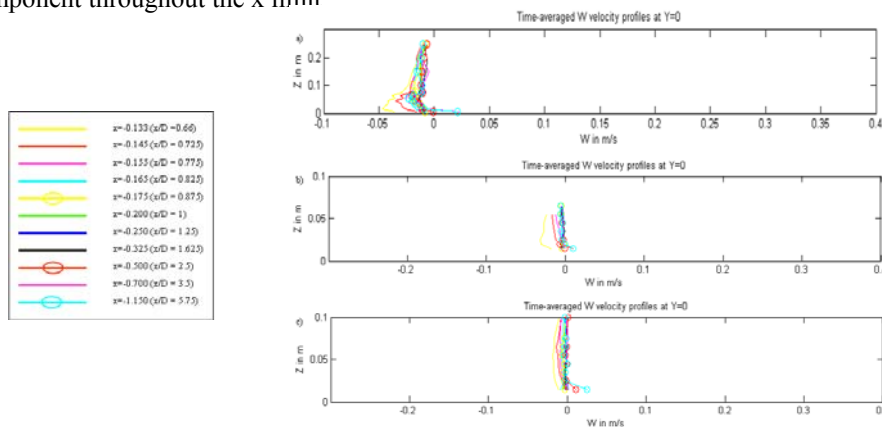 component throughout the x
x=-0.133 (x/D =0.66)
x=-0.145 (x/D = 0.725)
x=-0.155 (x/D = 0.775)
x=-0.165 (x/D = 0.825)
x=-0.175 (x/D = 0.875)
x=-0.200 (x/D = 1)
x=-0.250 (x/D = 1.25)
x=-0.325 (x/D = 1.625)
x=-0.500 (x/D = 2.5)
x=-0.700 (x/D = 3.5)
x=-1.150 (x/D = 5.75)
Time-averaged W velocity profiles at Y=0
a)
Z in m
0.2
0.1
0
-0.1 -0.05 0 0.05 0.1 0.15 0.2 0.25 0.3 0.35 0.4
W in m/s
Time-averaged W velocity profiles at Y=0
b)
Z in m
0.1
0.05
0
-0.2 -0.1 0 0.1 0.2 0.3 0.4
W in m/s
Time-averaged W velocity profiles at Y=0
c)
Z in m
0.1
0.05
0
-0.2 -0.1 0 0.1 0.2 0.3 0.4
W in m/s